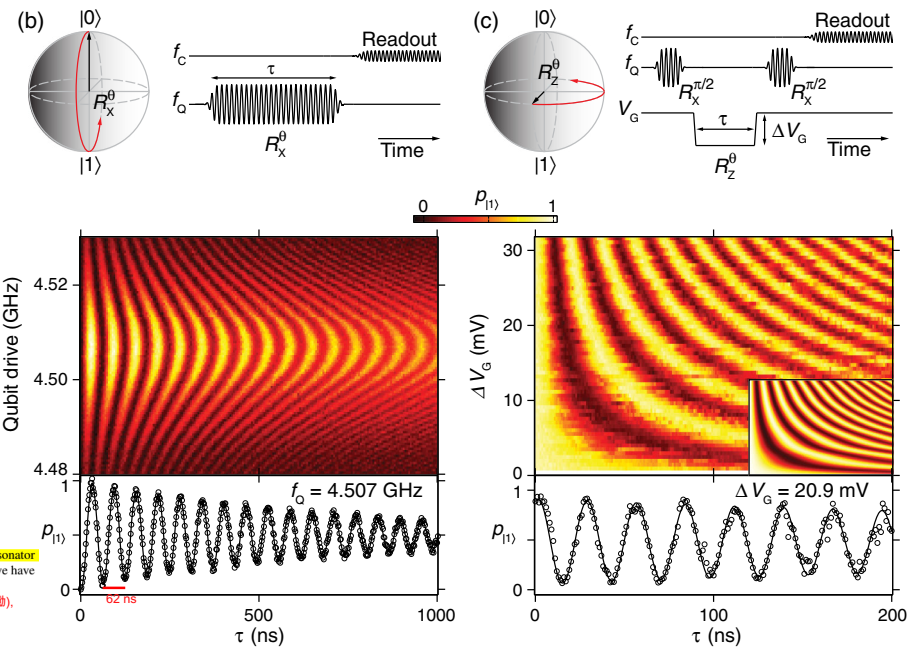 (b)
|0⟩
R_X^θ
|1⟩
f_C
Readout
τ
f_Q
R_X^θ
Time
(c)
|0⟩
R_Z^θ
|1⟩
f_C
Readout
f_Q
R_X^{π/2}
R_X^{π/2}
V_G
τ
ΔV_G
R_Z^θ
Time
p_{|1⟩}
0
1
Qubit drive (GHz)
4.52
4.50
4.48
ΔV_G (mV)
30
20
10
0
f_Q = 4.507 GHz
p_{|1⟩}
1
0
62 ns
0
500
1000
τ (ns)
ΔV_G = 20.9 mV
p_{|1⟩}
1
0
0
100
200
τ (ns)
sonator
ve have
),